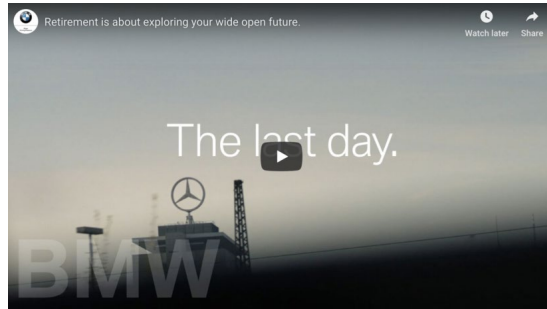 Retirement is about exploring your wide open future.
Watch later
Share
The last day.
BMW